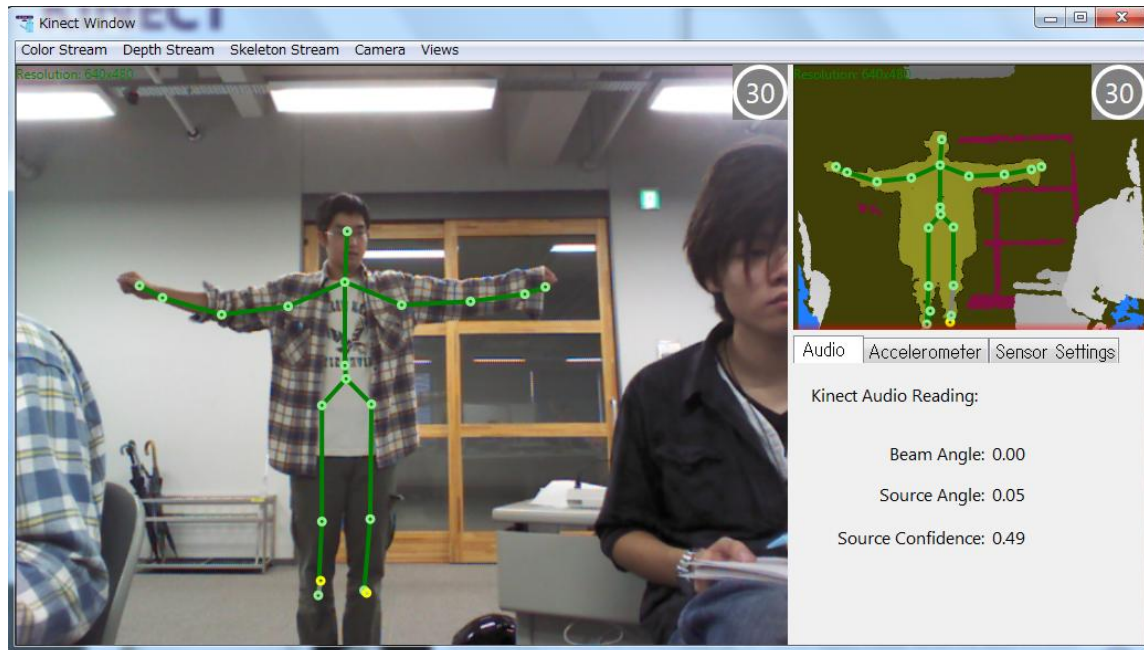 Kinect Window
Color Stream Depth Stream Skeleton Stream Camera Views
Resolution: 640x480
30
Resolution: 640x480
30
Audio Accelerometer Sensor Settings
Kinect Audio Reading:
Beam Angle: 0.00
Source Angle: 0.05
Source Confidence: 0.49